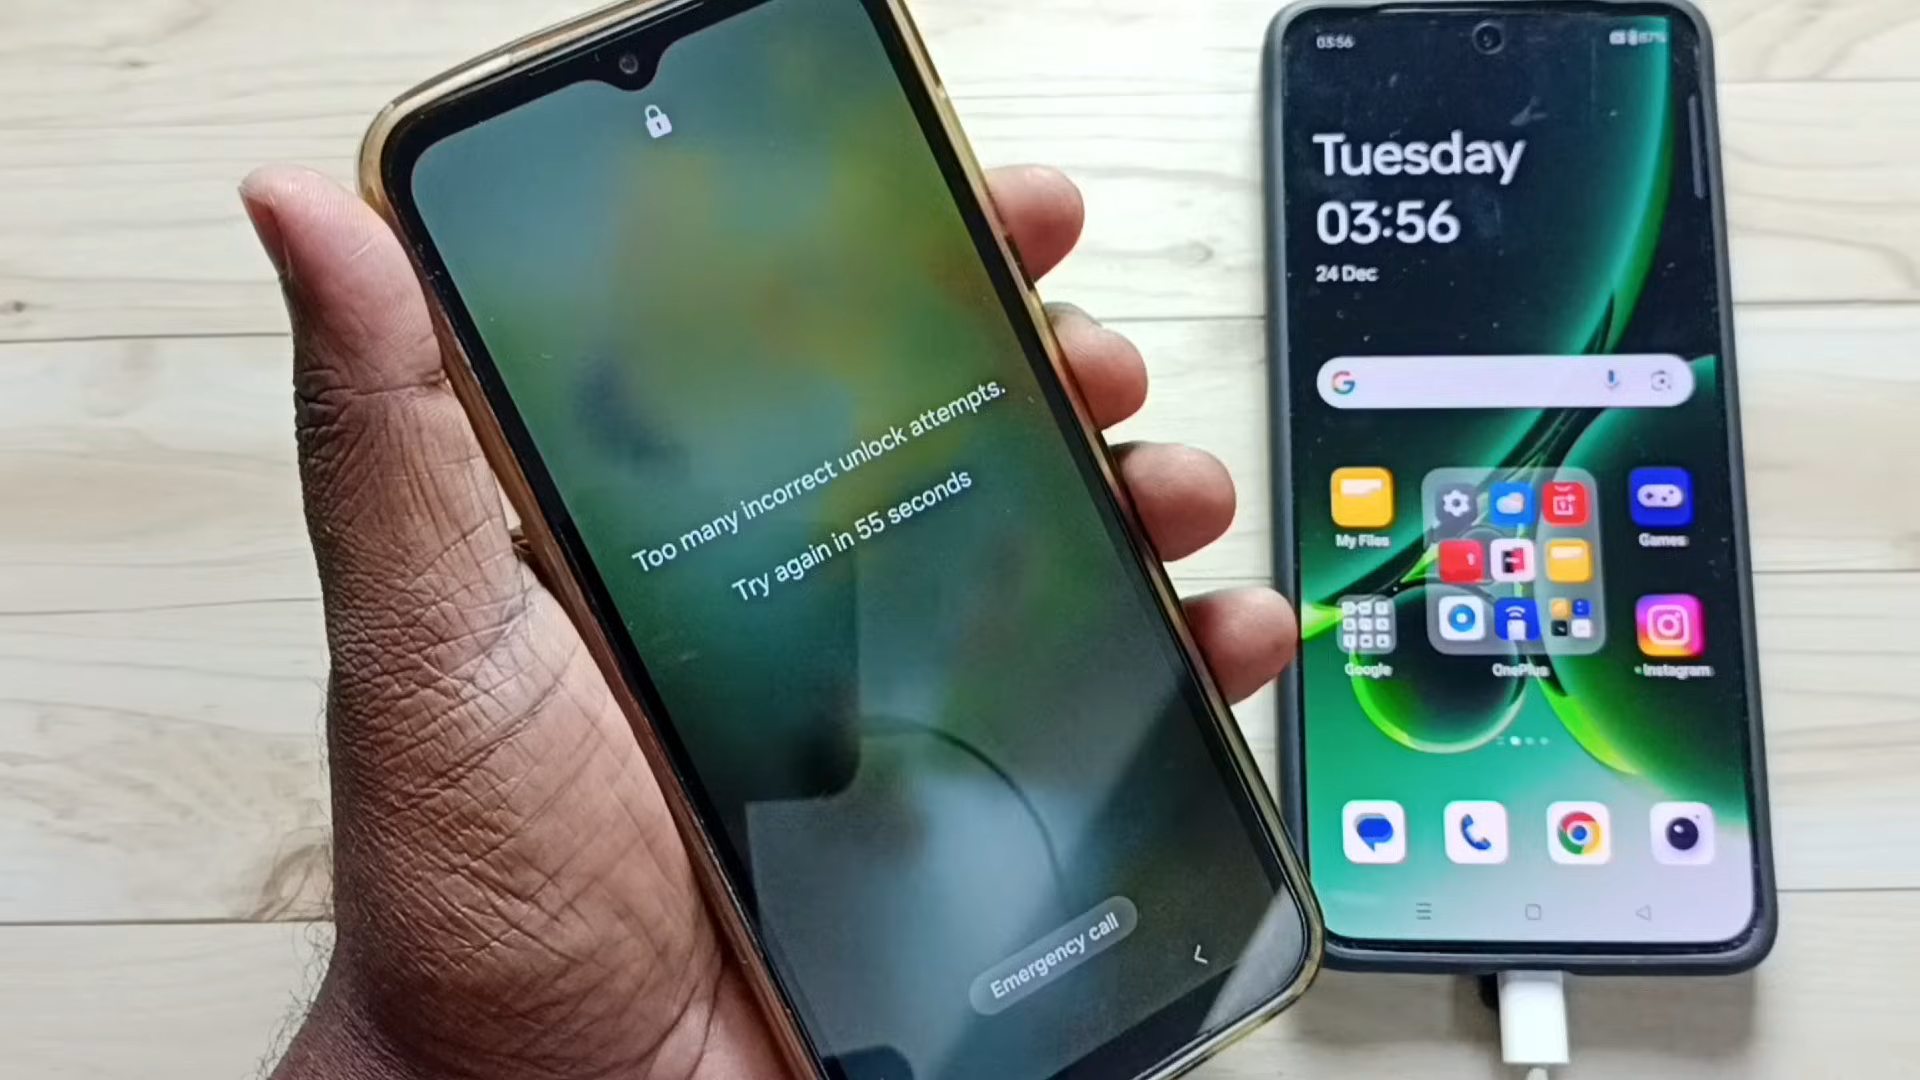 Too many incorrect unlock attempts.
Try again in 55 seconds
Emergency call
03:56
87%
Tuesday
03:56
24 Dec
My Files
Games
Google
OnePlus
Instagram